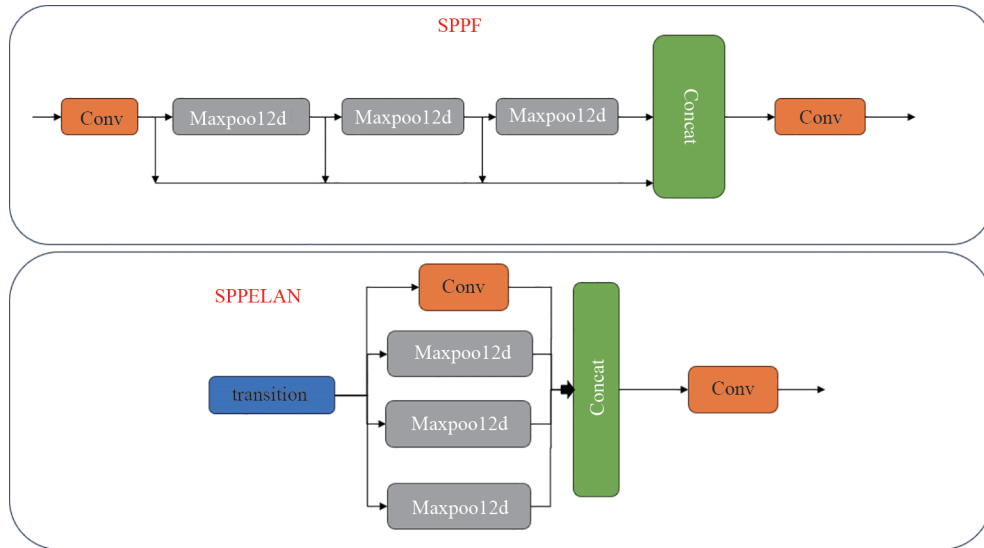 SPPF
Conv
Maxpoo12d
Maxpoo12d
Maxpoo12d
Concat
Conv
SPPELAN
Conv
Maxpoo12d
transition
Maxpoo12d
Maxpoo12d
Concat
Conv